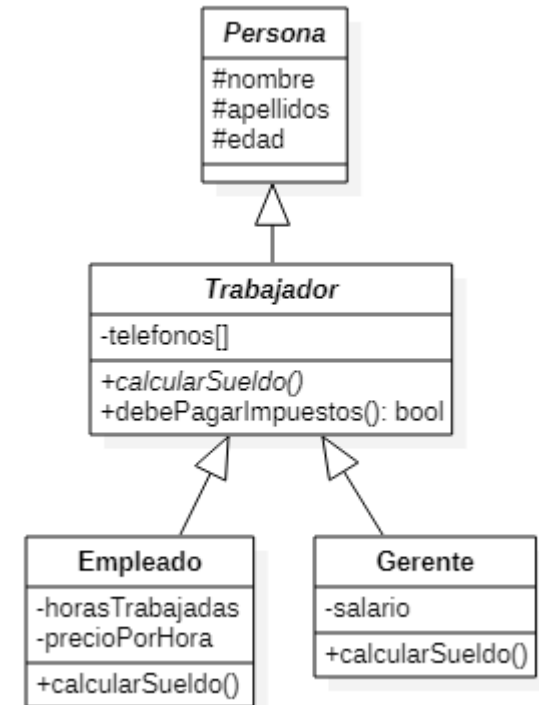 Persona
#nombre
#apellidos
#edad
Trabajador
-telefonos[]
+calcularSueldo()
+debePagarImpuestos(): bool
Empleado
-horasTrabajadas
-precioPorHora
+calcularSueldo()
Gerente
-salario
+calcularSueldo()